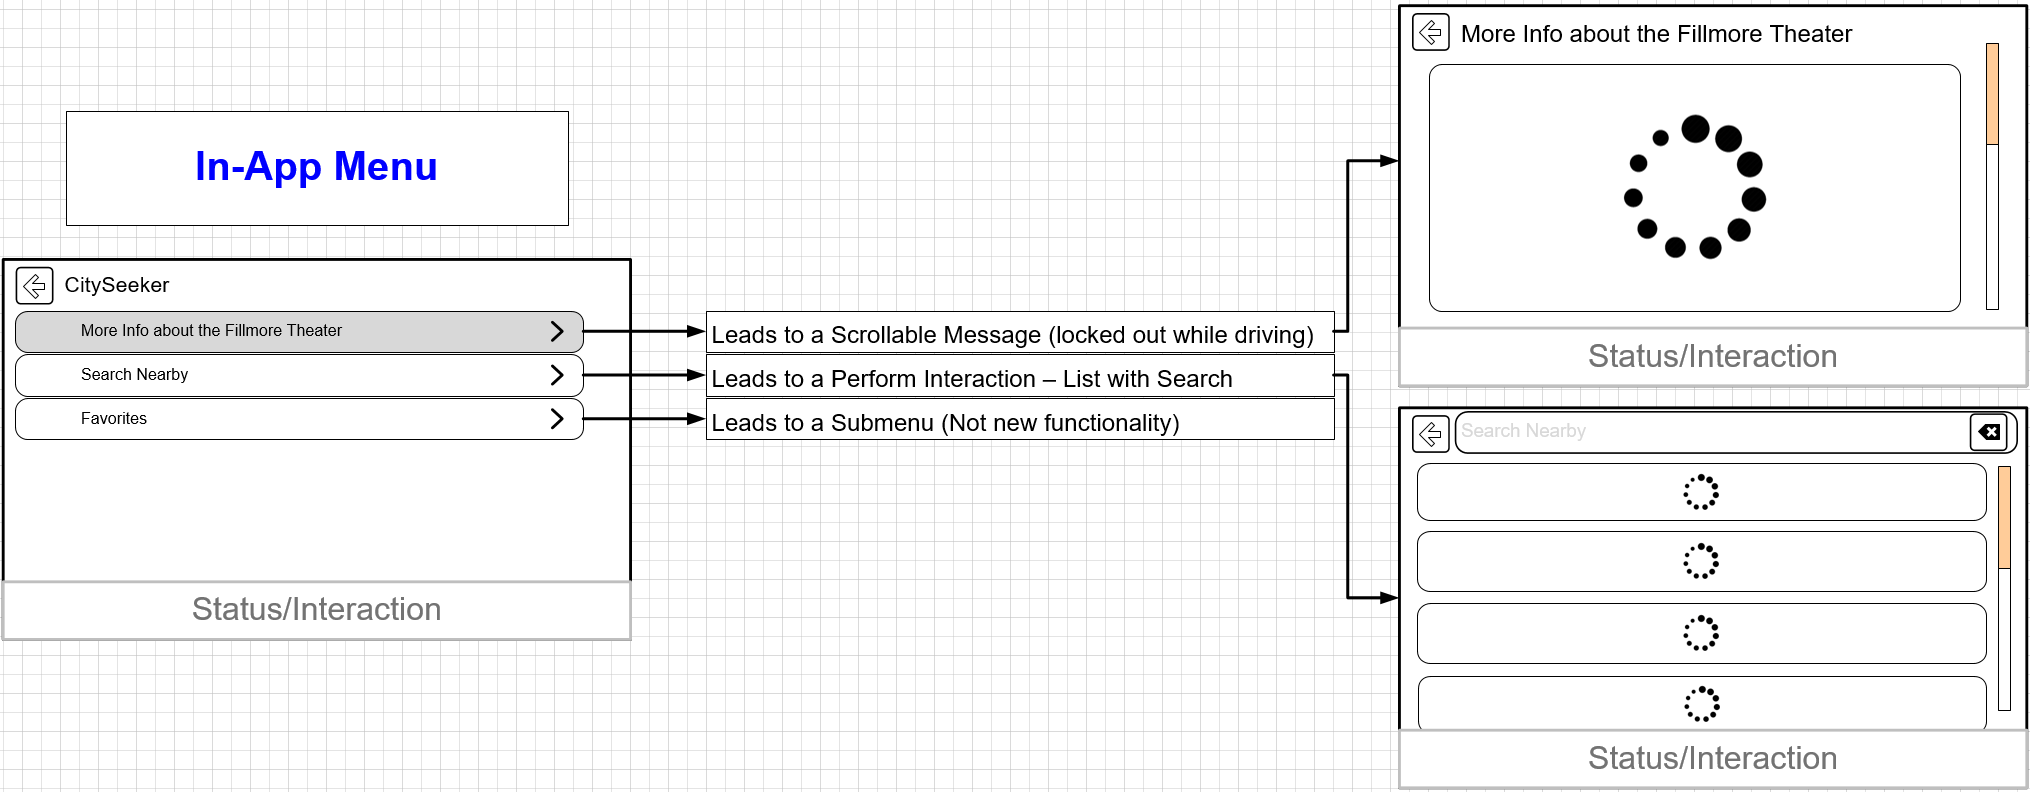 In-App Menu
CitySeeker
More Info about the Fillmore Theater
Search Nearby
Favorites
Status/Interaction
Leads to a Scrollable Message (locked out while driving)
Leads to a Perform Interaction – List with Search
Leads to a Submenu (Not new functionality)
More Info about the Fillmore Theater
Status/Interaction
Search Nearby
Status/Interaction